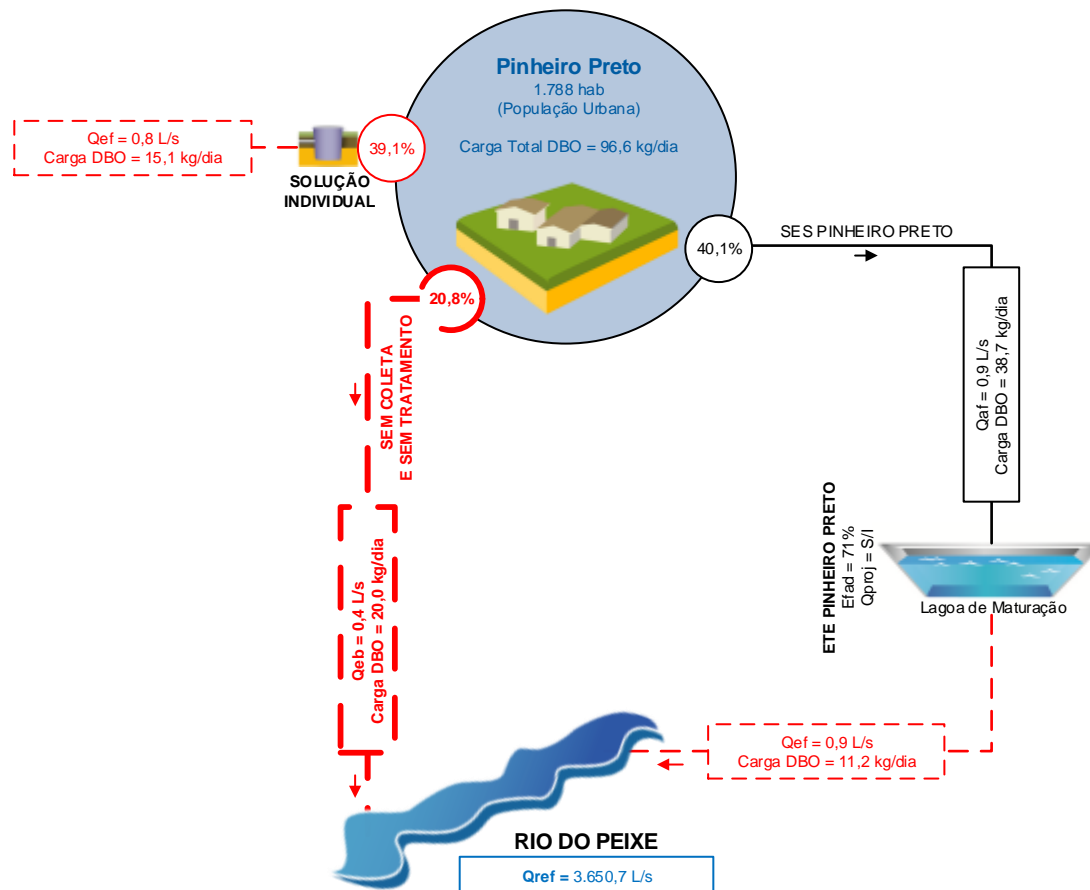 Pinheiro Preto
1.788 hab
(População Urbana)
Carga Total DBO = 96,6 kg/dia
Qef = 0,8 L/s
Carga DBO = 15,1 kg/dia
39,1%
SOLUÇÃO
INDIVIDUAL
40,1%
SES PINHEIRO PRETO
20,8%
SEM COLETA
E SEM TRATAMENTO
Qaf = 0,9 L/s
Carga DBO = 38,7 kg/dia
Qeb = 0,4 L/s
Carga DBO = 20,0 kg/dia
ETE PINHEIRO PRETO
Efad = 71%
Qproj = S/I
Lagoa de Maturação
Qef = 0,9 L/s
Carga DBO = 11,2 kg/dia
RIO DO PEIXE
Qref = 3.650,7 L/s